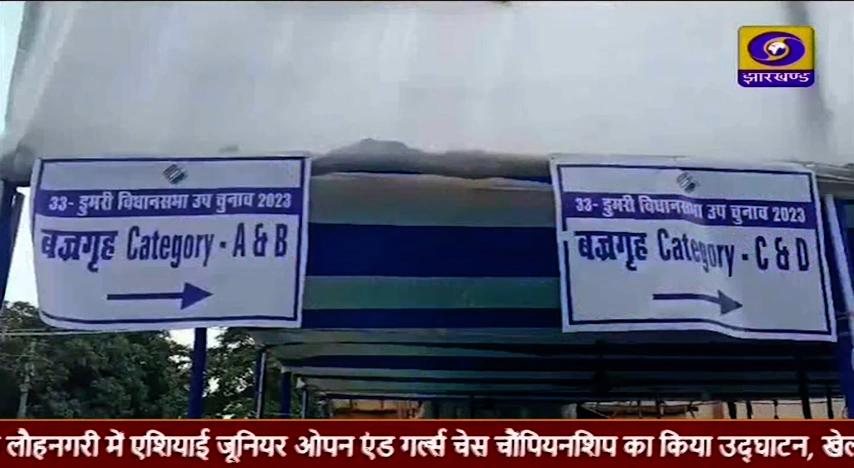 झारखण्ड
33- डुमरी विधानसभा उप चुनाव 2023
बज्रगृह Category - A & B
33- डुमरी विधानसभा उप चुनाव 2023
बज्रगृह Category - C & D
लौहनगरी में एशियाई जूनियर ओपन एंड गर्ल्स चेस चैंपियनशिप का किया उद्घाटन,